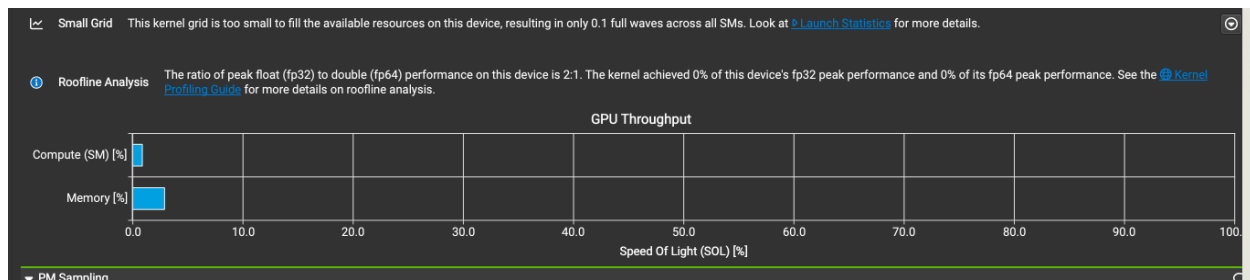 Small Grid This kernel grid is too small to fill the available resources on this device, resulting in only 0.1 full waves across all SMs. Look at Launch Statistics for more details.
Roofline Analysis The ratio of peak float (fp32) to double (fp64) performance on this device is 2:1. The kernel achieved 0% of this device's fp32 peak performance and 0% of its fp64 peak performance. See the Kernel
Profiling Guide for more details on roofline analysis.
GPU Throughput
Compute (SM) [%]
Memory [%]
0.0 10.0 20.0 30.0 40.0 50.0 60.0 70.0 80.0 90.0 100.
Speed Of Light (SOL) [%]
PM Sampling